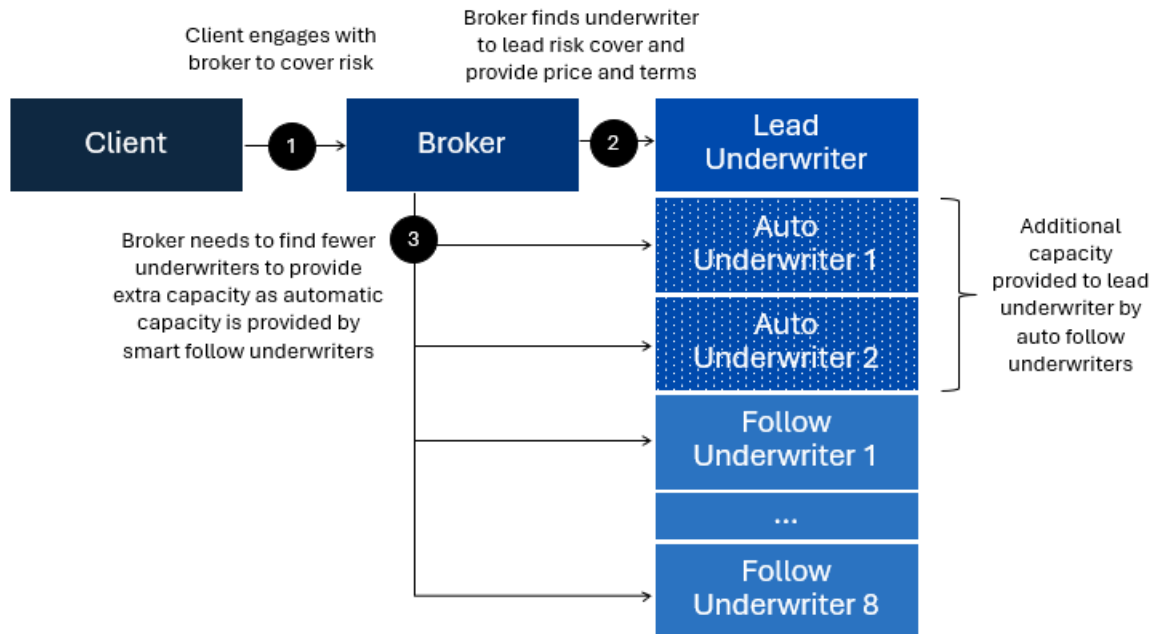 Client engages with
broker to cover risk
Broker finds underwriter
to lead risk cover and
provide price and terms
Client
1
Broker
2
Lead
Underwriter
3
Broker needs to find fewer
underwriters to provide
extra capacity as automatic
capacity is provided by
smart follow underwriters
Auto
Underwriter 1
Auto
Underwriter 2
Additional
capacity
provided to lead
underwriter by
auto follow
underwriters
Follow
Underwriter 1
...
Follow
Underwriter 8